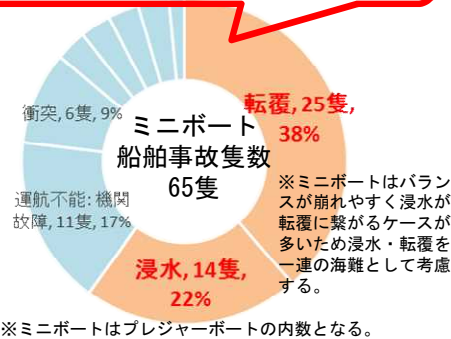 転覆, 25隻,
38%
衝突, 6隻, 9%
ミニボート
船舶事故隻数
65隻
※ミニボートはバラン
スが崩れやすく浸水が
転覆に繋がるケースが
多いため浸水・転覆を
一連の海難として考慮
する。
運航不能: 機関
故障, 11隻, 17%
浸水, 14隻,
22%
※ミニボートはプレジャーボートの内数となる。